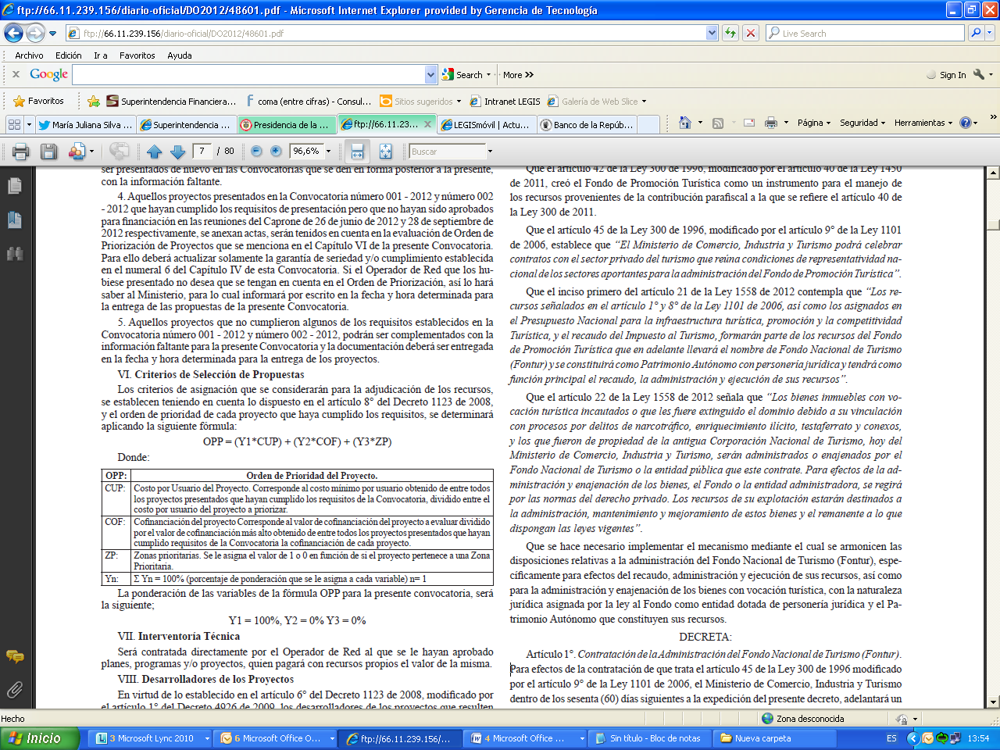 ftp://66.11.239.156/diario-oficial/DO2012/48601.pdf - Microsoft Internet Explorer provided by Gerencia de Tecnología
ftp://66.11.239.156/diario-oficial/DO2012/48601.pdf
Live Search
Archivo Edición Ir a Favoritos Ayuda
Google Search More »
Sign In
Favoritos Superintendencia Financiera... coma (entre cifras) - Consul... Sitios sugeridos Intranet LEGIS Galería de Web Slice
María Juliana Silva ... Superintendencia ... Presidencia de la ... ftp://66.11.23... LEGISmóvil | Actu... Banco de la Repúb... Página Seguridad Herramientas
7 / 80 96,6% Buscar
ser presentados de nuevo en las Convocatorias que se den en forma posterior a la presente,
con la información faltante.
4. Aquellos proyectos presentados en la Convocatoria número 001 - 2012 y número 002
- 2012 que hayan cumplido los requisitos de presentación pero que no hayan sido aprobados
para financiación en las reuniones del Caprone de 26 de junio de 2012 y 28 de septiembre de
2012 respectivamente, se anexan actas, serán tenidos en cuenta en la evaluación de Orden de
Priorización de Proyectos que se menciona en el Capítulo VI de la presente Convocatoria.
Para ello deberá actualizar solamente la garantía de seriedad y/o cumplimiento establecida
en el numeral 6 del Capítulo IV de esta Convocatoria. Si el Operador de Red que los hu-
biese presentado no desea que se tengan en cuenta en el Orden de Priorización, así lo hará
saber al Ministerio, para lo cual informará por escrito en la fecha y hora determinada para
la entrega de las propuestas de la presente Convocatoria.
5. Aquellos proyectos que no cumplieron algunos de los requisitos establecidos en la
Convocatoria número 001 - 2012 y número 002 - 2012, podrán ser complementados con la
información faltante para la presente Convocatoria y la documentación deberá ser entregada
en la fecha y hora determinada para la entrega de los proyectos.
VI. Criterios de Selección de Propuestas
Los criterios de asignación que se considerarán para la adjudicación de los recursos,
se establecen teniendo en cuenta lo dispuesto en el artículo 8° del Decreto 1123 de 2008,
y el orden de prioridad de cada proyecto que haya cumplido los requisitos, se determinará
aplicando la siguiente fórmula:
OPP = (Y1*CUP) + (Y2*COF) + (Y3*ZP)
Donde:
OPP: Orden de Prioridad del Proyecto.
CUP: Costo por Usuario del Proyecto. Corresponde al costo mínimo por usuario obtenido de entre todos
los proyectos presentados que hayan cumplido los requisitos de la Convocatoria, dividido entre el
costo por usuario del proyecto a priorizar.
COF: Cofinanciación del proyecto Corresponde al valor de cofinanciación del proyecto a evaluar dividido
por el valor de cofinanciación más alto obtenido de entre todos los proyectos presentados que hayan
cumplido requisitos de la Convocatoria la cofinanciación de cada proyecto.
ZP: Zonas prioritarias. Se le asigna el valor de 1 o 0 en función de si el proyecto pertenece a una Zona
Prioritaria.
Yn: Σ Yn = 100% (porcentaje de ponderación que se le asigna a cada variable) n= 1
La ponderación de las variables de la fórmula OPP para la presente convocatoria, será
la siguiente;
Y1 = 100%, Y2 = 0% Y3 = 0%
VII. Interventoría Técnica
Será contratada directamente por el Operador de Red al que se le hayan aprobado
planes, programas y/o proyectos, quien pagará con recursos propios el valor de la misma.
VIII. Desarrolladores de los Proyectos
En virtud de lo establecido en el artículo 6° del Decreto 1123 de 2008, modificado por
el artículo 1° del Decreto 4926 de 2009, los desarrolladores de los proyectos que resulten
Que el artículo 42 de la Ley 300 de 1996, modificado por el artículo 40 de la Ley 1450
de 2011, creó el Fondo de Promoción Turística como un instrumento para el manejo de
los recursos provenientes de la contribución parafiscal a la que se refiere el artículo 40 de
la Ley 300 de 2011.
Que el artículo 45 de la Ley 300 de 1996, modificado por el artículo 9° de la Ley 1101
de 2006, establece que “El Ministerio de Comercio, Industria y Turismo podrá celebrar
contratos con el sector privado del turismo que reúna condiciones de representatividad na-
cional de los sectores aportantes para la administración del Fondo de Promoción Turística”.
Que el inciso primero del artículo 21 de la Ley 1558 de 2012 contempla que “Los re-
cursos señalados en el artículo 1° y 8° de la Ley 1101 de 2006, así como los asignados en
el Presupuesto Nacional para la infraestructura turística, promoción y la competitividad
Turística, y el recaudo del Impuesto al Turismo, formarán parte de los recursos del Fondo
de Promoción Turística que en adelante llevará el nombre de Fondo Nacional de Turismo
(Fontur) y se constituirá como Patrimonio Autónomo con personería jurídica y tendrá como
función principal el recaudo, la administración y ejecución de sus recursos”.
Que el artículo 22 de la Ley 1558 de 2012 señala que “Los bienes inmuebles con vo-
cación turística incautados o que les fuere extinguido el dominio debido a su vinculación
con procesos por delitos de narcotráfico, enriquecimiento ilícito, testaferrato y conexos,
y los que fueron de propiedad de la antigua Corporación Nacional de Turismo, hoy del
Ministerio de Comercio, Industria y Turismo, serán administrados o enajenados por el
Fondo Nacional de Turismo o la entidad pública que este contrate. Para efectos de la ad-
ministración y enajenación de los bienes, el Fondo o la entidad administradora, se regirá
por las normas del derecho privado. Los recursos de su explotación estarán destinados a
la administración, mantenimiento y mejoramiento de estos bienes y el remanente a lo que
dispongan las leyes vigentes”.
Que se hace necesario implementar el mecanismo mediante el cual se armonicen las
disposiciones relativas a la administración del Fondo Nacional de Turismo (Fontur), espe-
cíficamente para efectos del recaudo, administración y ejecución de sus recursos, así como
para la administración y enajenación de los bienes con vocación turística, con la naturaleza
jurídica asignada por la ley al Fondo como entidad dotada de personería jurídica y el Pa-
trimonio Autónomo que constituyen sus recursos.
DECRETA:
Artículo 1°. Contratación de la Administración del Fondo Nacional de Turismo (Fontur).
Para efectos de la contratación de que trata el artículo 45 de la Ley 300 de 1996 modificado
por el artículo 9° de la Ley 1101 de 2006, el Ministerio de Comercio, Industria y Turismo
dentro de los sesenta (60) días siguientes a la expedición del presente decreto, adelantará un
Hecho Zona desconocida
Inicio 3 Microsoft Lync 2010 6 Microsoft Office O... ftp://66.11.239.156/... 4 Microsoft Office ... Sin título - Bloc de notas Nueva carpeta ES 13:54